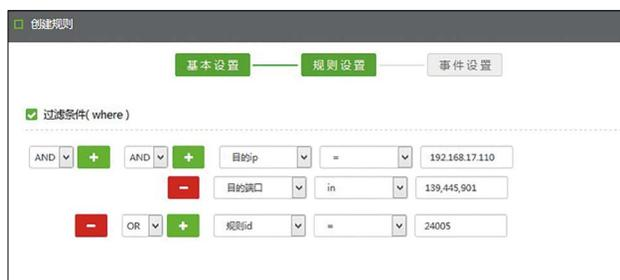 创建规则
基本设置 规则设置 事件设置
过滤条件( where )
AND + AND + 目的ip = 192.168.17.110
− 目的端口 in 139,445,901
− OR + 规则id = 24005